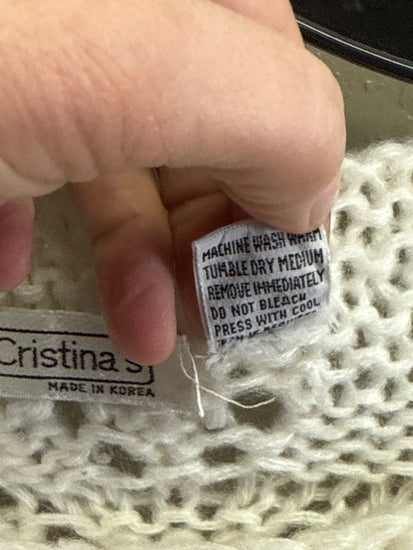 MACHINE WASH WARM
TUMBLE DRY MEDIUM
REMOVE IMMEDIATELY
DO NOT BLEACH
PRESS WITH COOL
Cristina's
MADE IN KOREA